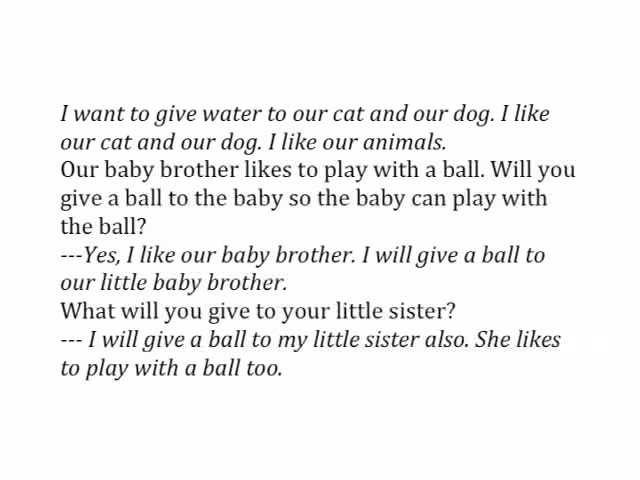 I want to give water to our cat and our dog. I like
our cat and our dog. I like our animals.
Our baby brother likes to play with a ball. Will you
give a ball to the baby so the baby can play with
the ball?
---Yes, I like our baby brother. I will give a ball to
our little baby brother.
What will you give to your little sister?
--- I will give a ball to my little sister also. She likes
to play with a ball too.